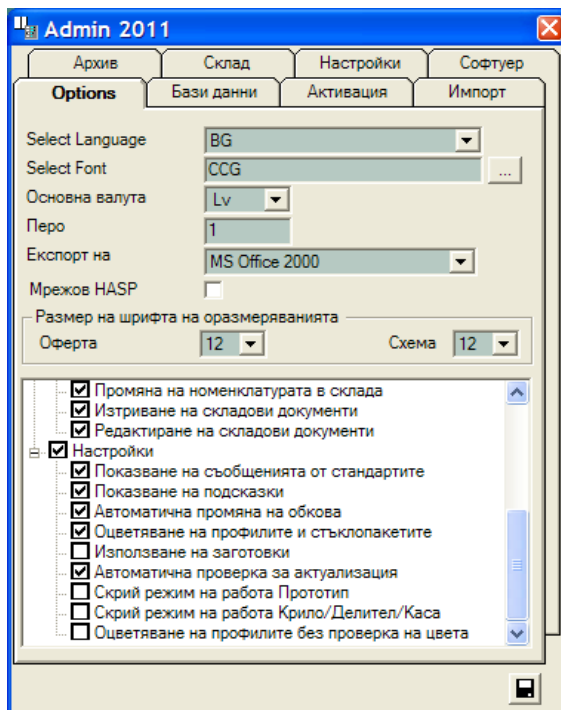 Admin 2011
Архив Склад Настройки Софтуер
Options Бази данни Активация Импорт
Select Language BG
Select Font CCG ...
Основна валута Lv
Перо 1
Експорт на MS Office 2000
Мрежов HASP
Размер на шрифта на оразмеряванията
Оферта 12 Схема 12
Промяна на номенклатурата в склада
Изтриване на складови документи
Редактиране на складови документи
Настройки
Показване на съобщенията от стандартите
Показване на подсказки
Автоматична промяна на обкова
Оцветяване на профилите и стъклопакетите
Използване на заготовки
Автоматична проверка за актуализация
Скрий режим на работа Прототип
Скрий режим на работа Крило/Делител/Каса
Оцветяване на профилите без проверка на цвета